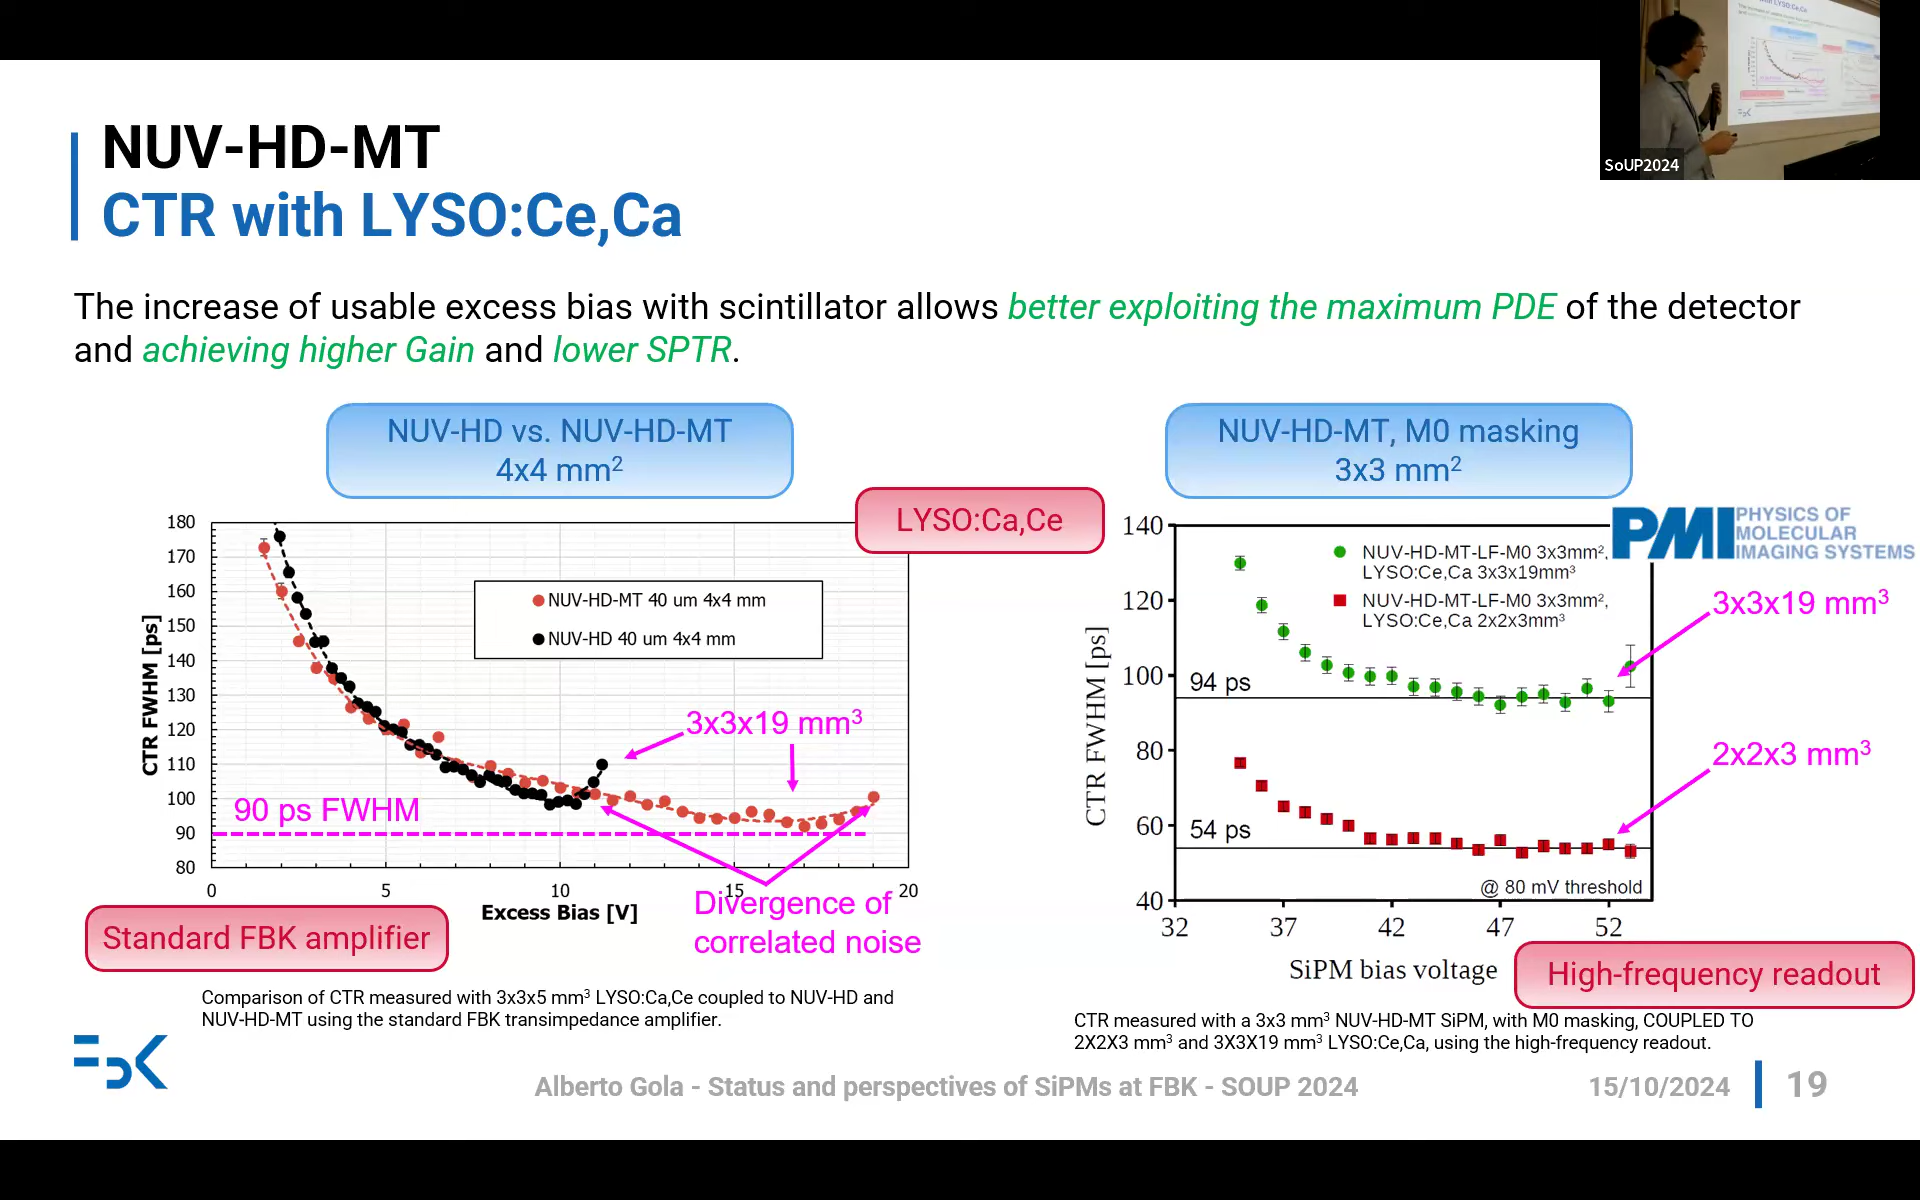 SoUP2024
NUV-HD-MT
CTR with LYSO:Ce,Ca
The increase of usable excess bias with scintillator allows better exploiting the maximum PDE of the detector
and achieving higher Gain and lower SPTR.
NUV-HD vs. NUV-HD-MT
4x4 mm²
LYSO:Ca,Ce
180
170
160
150
140
130
120
110
100
90
80
CTR FWHM [ps]
NUV-HD-MT 40 um 4x4 mm
NUV-HD 40 um 4x4 mm
3x3x19 mm³
90 ps FWHM
0
5
10
15
20
Excess Bias [V]
Divergence of
correlated noise
Standard FBK amplifier
Comparison of CTR measured with 3x3x5 mm³ LYSO:Ca,Ce coupled to NUV-HD and
NUV-HD-MT using the standard FBK transimpedance amplifier.
NUV-HD-MT, M0 masking
3x3 mm²
PMI PHYSICS OF
MOLECULAR
IMAGING SYSTEMS
140
120
100
80
60
40
CTR FWHM [ps]
NUV-HD-MT-LF-M0 3x3mm²,
LYSO:Ce,Ca 3x3x19mm³
NUV-HD-MT-LF-M0 3x3mm²,
LYSO:Ce,Ca 2x2x3mm³
3x3x19 mm³
94 ps
2x2x3 mm³
54 ps
@ 80 mV threshold
32
37
42
47
52
SiPM bias voltage
High-frequency readout
CTR measured with a 3x3 mm³ NUV-HD-MT SiPM, with M0 masking, COUPLED TO
2X2X3 mm³ and 3X3X19 mm³ LYSO:Ce,Ca, using the high-frequency readout.
FBK
Alberto Gola - Status and perspectives of SiPMs at FBK - SOUP 2024
15/10/2024
19